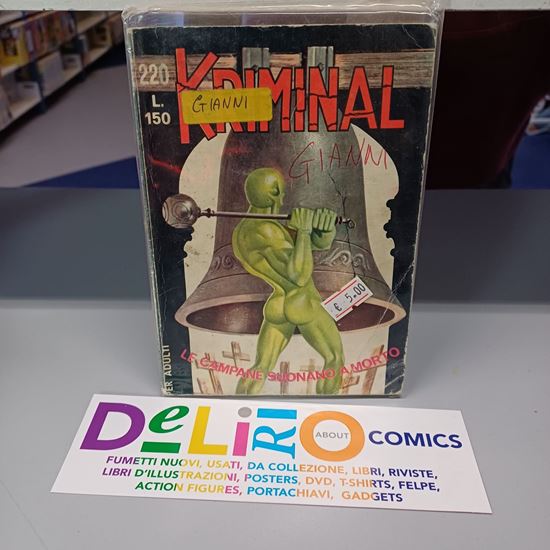 220
L.
150
KRIMINAL
GIANNI
GIANNI
€ 5.00
LE CAMPANE SUONANO A MORTO
PER ADULTI
DeLiRIO
ABOUT
COMICS
FUMETTI NUOVI, USATI, DA COLLEZIONE, LIBRI, RIVISTE,
LIBRI D'ILLUSTRAZIONI, POSTERS, DVD, T-SHIRTS, FELPE,
ACTION FIGURES, PORTACHIAVI, GADGETS